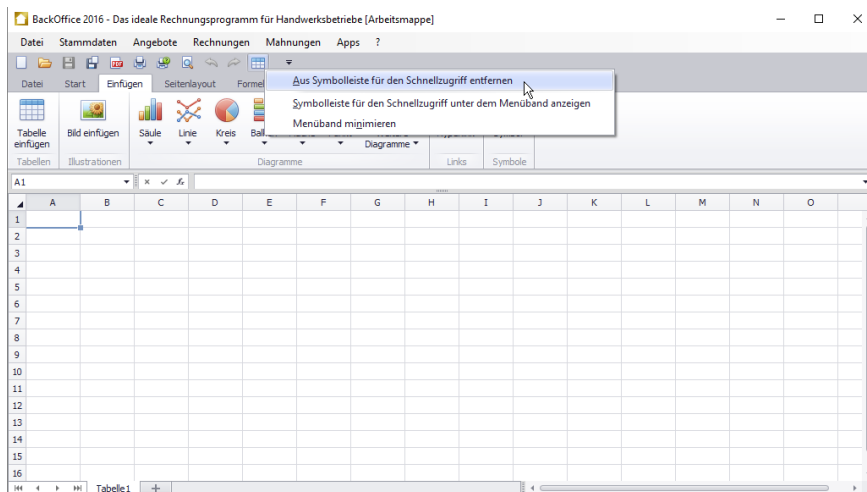 BackOffice 2016 - Das ideale Rechnungsprogramm für Handwerksbetriebe [Arbeitsmappe]
Datei Stammdaten Angebote Rechnungen Mahnungen Apps ?
Datei Start Einfügen Seitenlayout Formel
Aus Symbolleiste für den Schnellzugriff entfernen
Symbolleiste für den Schnellzugriff unter dem Menüband anzeigen
Menüband minimieren
Tabelle einfügen Bild einfügen Säule Linie Kreis
Diagramme
Tabellen Illustrationen Diagramme Links Symbole
A1 fx
A B C D E F G H I J K L M N O
1
2
3
4
5
6
7
8
9
10
11
12
13
14
15
16
Tabelle1 +